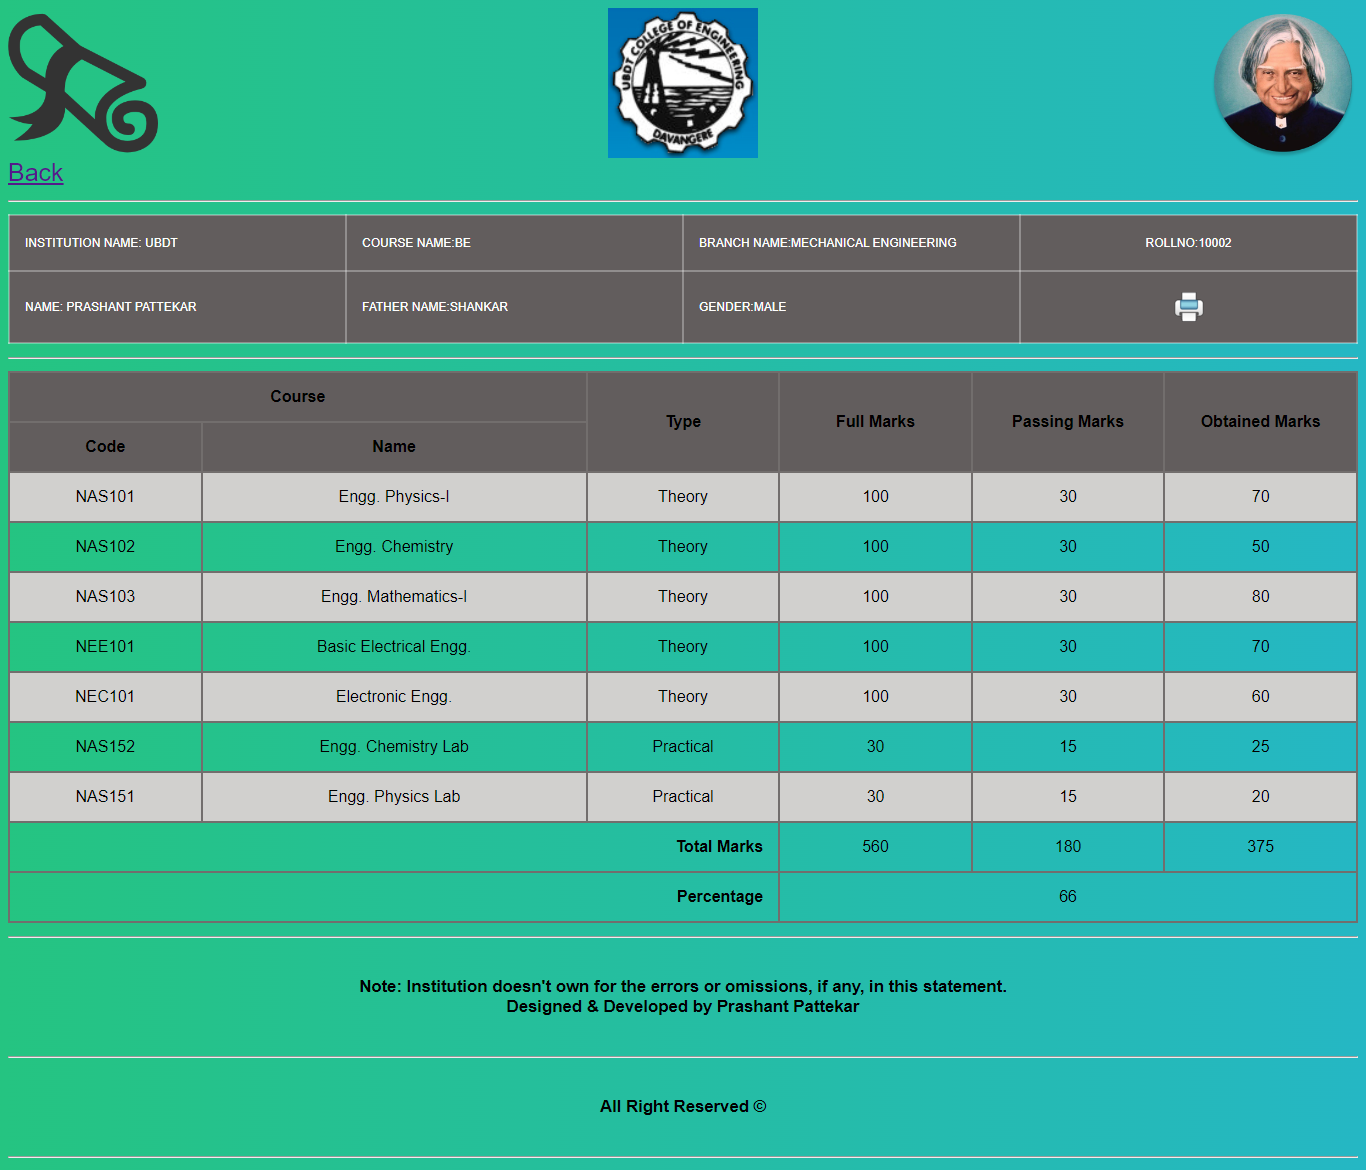 UBDT COLLEGE OF ENGINEERING
DAVANGERE
Back
INSTITUTION NAME: UBDT COURSE NAME:BE BRANCH NAME:MECHANICAL ENGINEERING ROLLNO:10002
NAME: PRASHANT PATTEKAR FATHER NAME:SHANKAR GENDER:MALE
Course Type Full Marks Passing Marks Obtained Marks
Code Name
NAS101 Engg. Physics-I Theory 100 30 70
NAS102 Engg. Chemistry Theory 100 30 50
NAS103 Engg. Mathematics-I Theory 100 30 80
NEE101 Basic Electrical Engg. Theory 100 30 70
NEC101 Electronic Engg. Theory 100 30 60
NAS152 Engg. Chemistry Lab Practical 30 15 25
NAS151 Engg. Physics Lab Practical 30 15 20
Total Marks 560 180 375
Percentage 66
Note: Institution doesn't own for the errors or omissions, if any, in this statement.
Designed & Developed by Prashant Pattekar
All Right Reserved ©